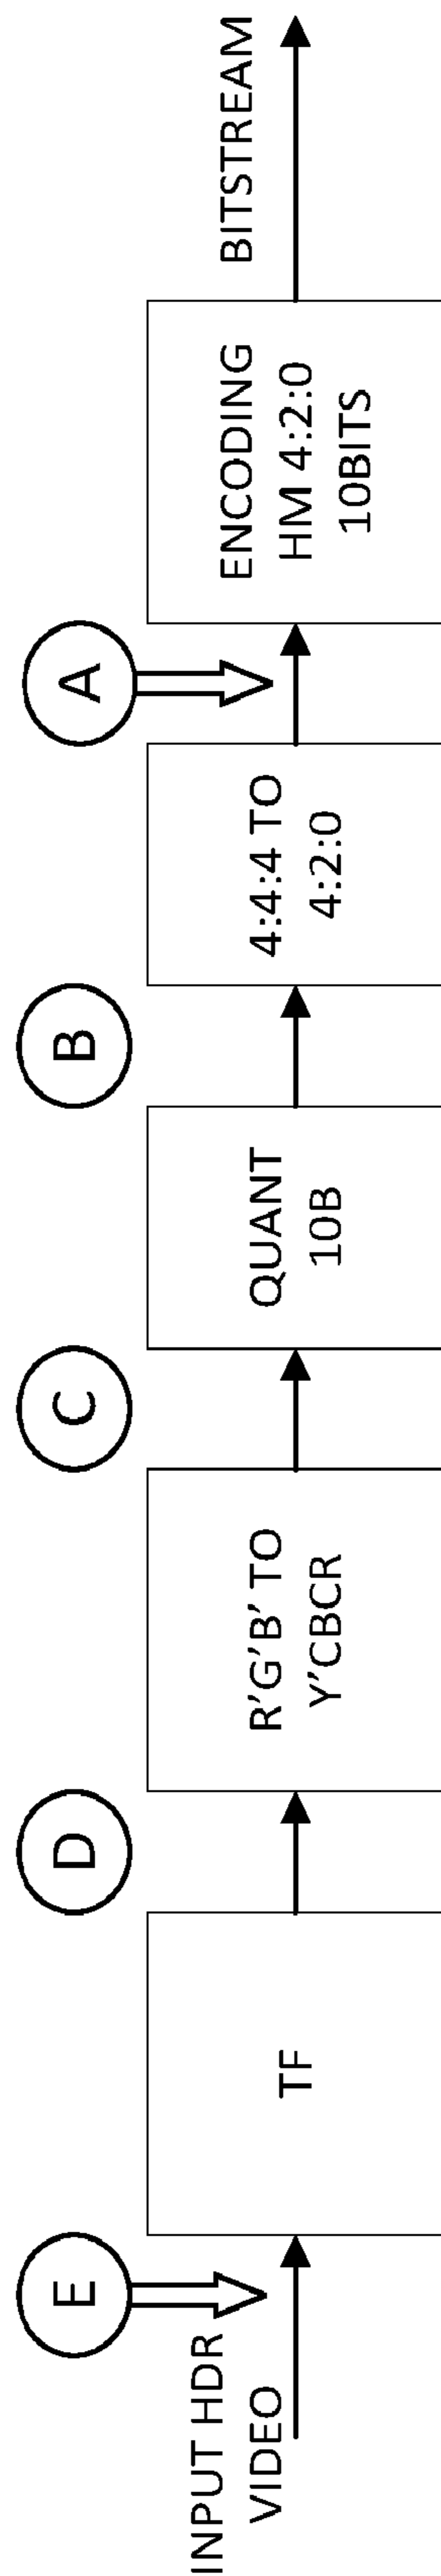 INPUT HDR
VIDEO
E
TF
D
R'G'B' TO
Y'CBCR
C
QUANT
10B
B
4:4:4 TO
4:2:0
A
ENCODING
HM 4:2:0
10BITS
BITSTREAM